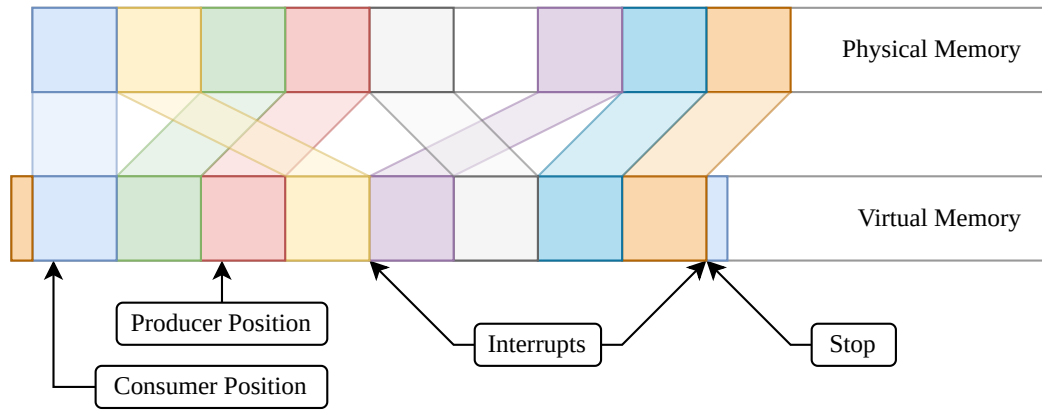 Physical Memory
Virtual Memory
Producer Position
Interrupts
Stop
Consumer Position